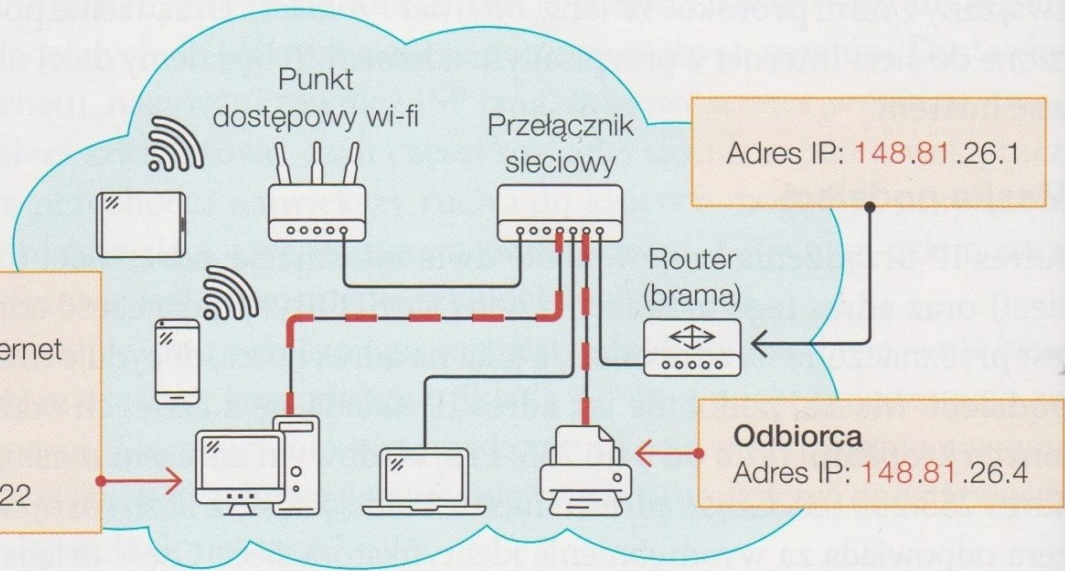 Punkt
dostępowy wi-fi
Przełącznik
sieciowy
Adres IP: 148.81.26.1
Router
(brama)
ernet
22
Odbiorca
Adres IP: 148.81.26.4